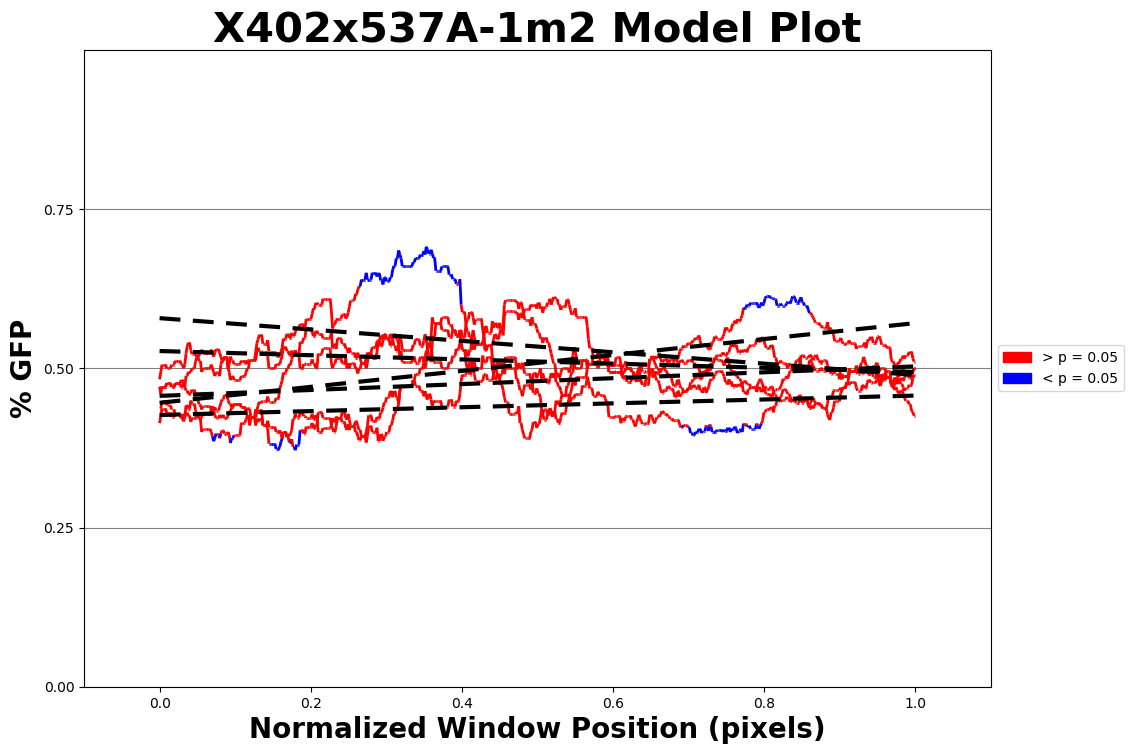 X402x537A-1m2 Model Plot
% GFP
0.75
0.50
0.25
0.00
0.0 0.2 0.4 0.6 0.8 1.0
Normalized Window Position (pixels)
> p = 0.05
< p = 0.05